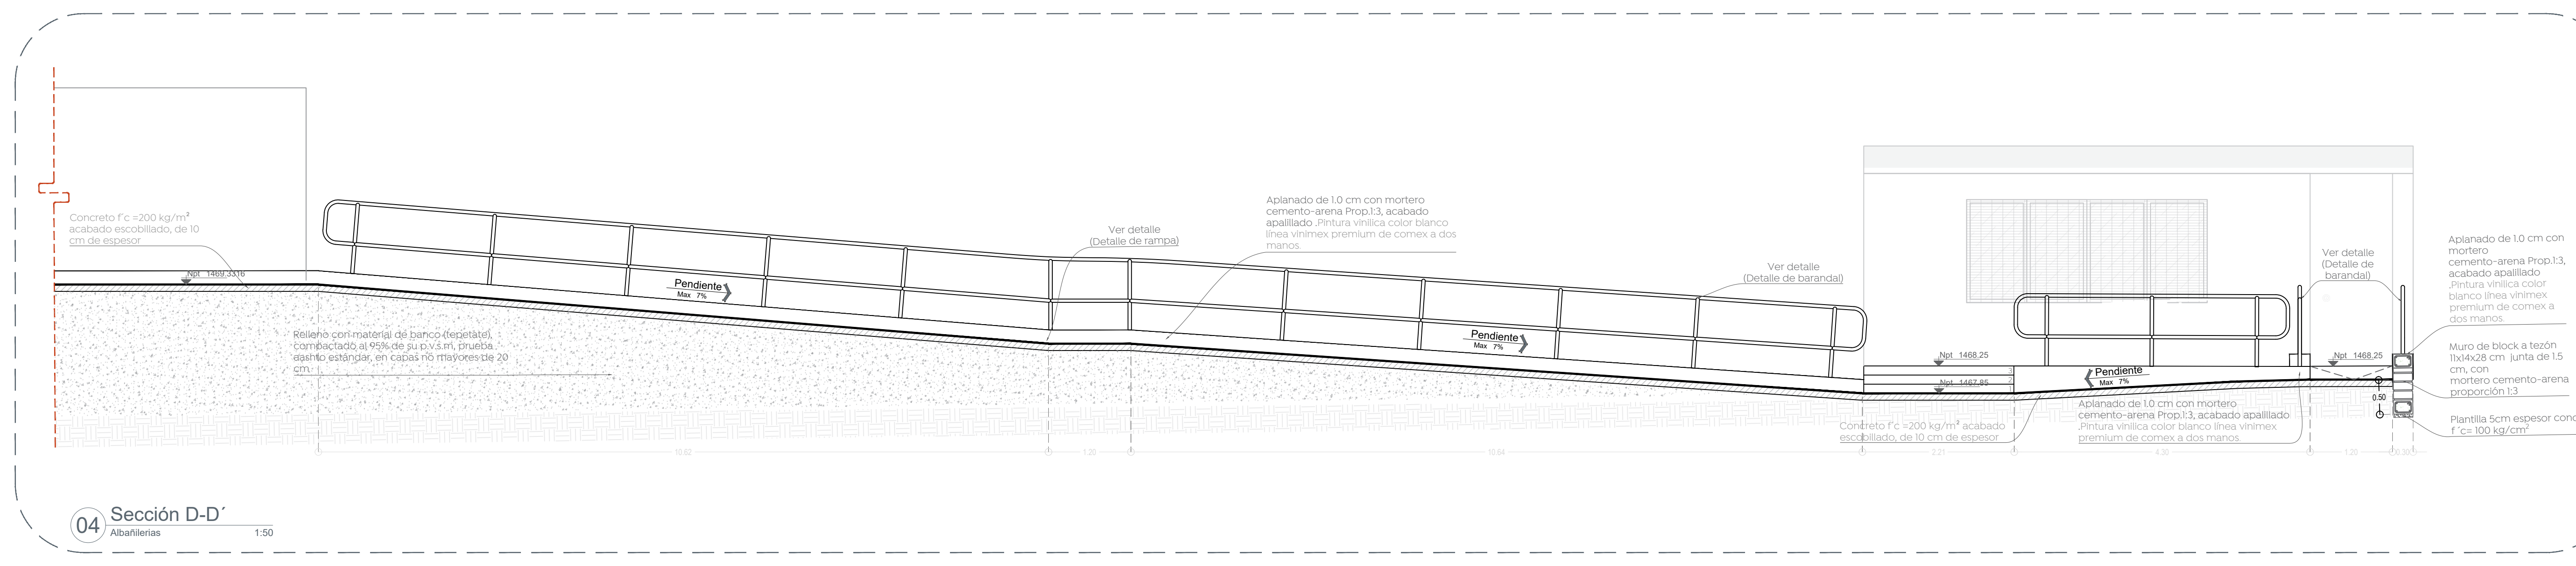 Concreto f´c =200 kg/m²
acabado escobillado, de 10
cm de espesor
Npt 1469.3316
Relleno con material de banco (tepetate),
compactado al 95% de su p.v.s.m, prueba
aashto estándar, en capas no mayores de 20
cm
Pendiente
Max 7%
Ver detalle
(Detalle de rampa)
Aplanado de 1.0 cm con mortero
cemento-arena Prop.1:3, acabado
apalillado .Pintura vinilica color blanco
línea vinimex premium de comex a dos
manos.
Pendiente
Max 7%
Ver detalle
(Detalle de barandal)
Npt 1468.25
Npt 1467.85
3
2
1
Pendiente
Max 7%
Concreto f´c =200 kg/m² acabado
escobillado, de 10 cm de espesor
Aplanado de 1.0 cm con mortero
cemento-arena Prop.1:3, acabado apalillado
.Pintura vinilica color blanco línea vinimex
premium de comex a dos manos.
Ver detalle
(Detalle de
barandal)
Npt 1468.25
0.50
Aplanado de 1.0 cm con
mortero
cemento-arena Prop.1:3,
acabado apalillado
.Pintura vinilica color
blanco línea vinimex
premium de comex a
dos manos.
Muro de block a tezón
11x14x28 cm junta de 1.5
cm, con
mortero cemento-arena
proporción 1:3
Plantilla 5cm espesor conc
f´c= 100 kg/cm²
10.62
1.20
10.64
2.21
4.30
1.20
0.30
04
Sección D-D´
Albañilerias 1:50